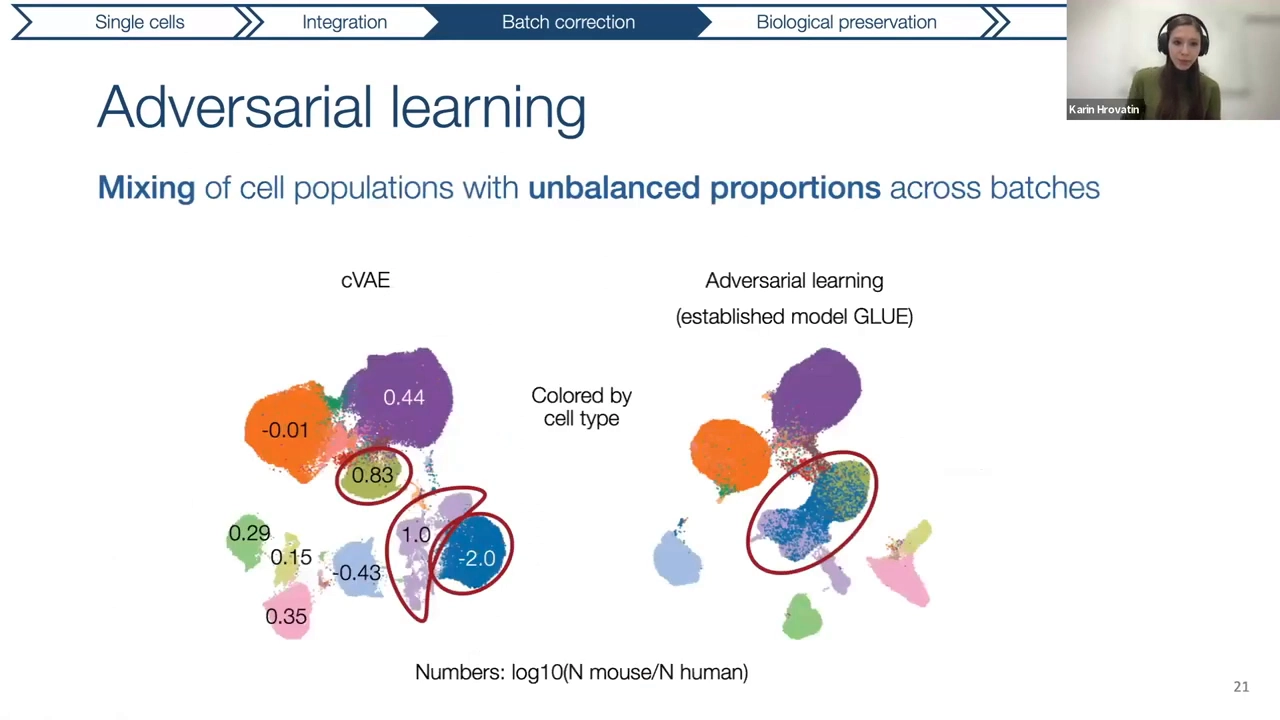 Single cells
Integration
Batch correction
Biological preservation
Karin Hrovatin
Adversarial learning
Mixing of cell populations with unbalanced proportions across batches
cVAE
Adversarial learning
(established model GLUE)
Colored by
cell type
0.44
-0.01
0.83
1.0
-2.0
0.29
0.15
-0.43
0.35
Numbers: log10(N mouse/N human)
21